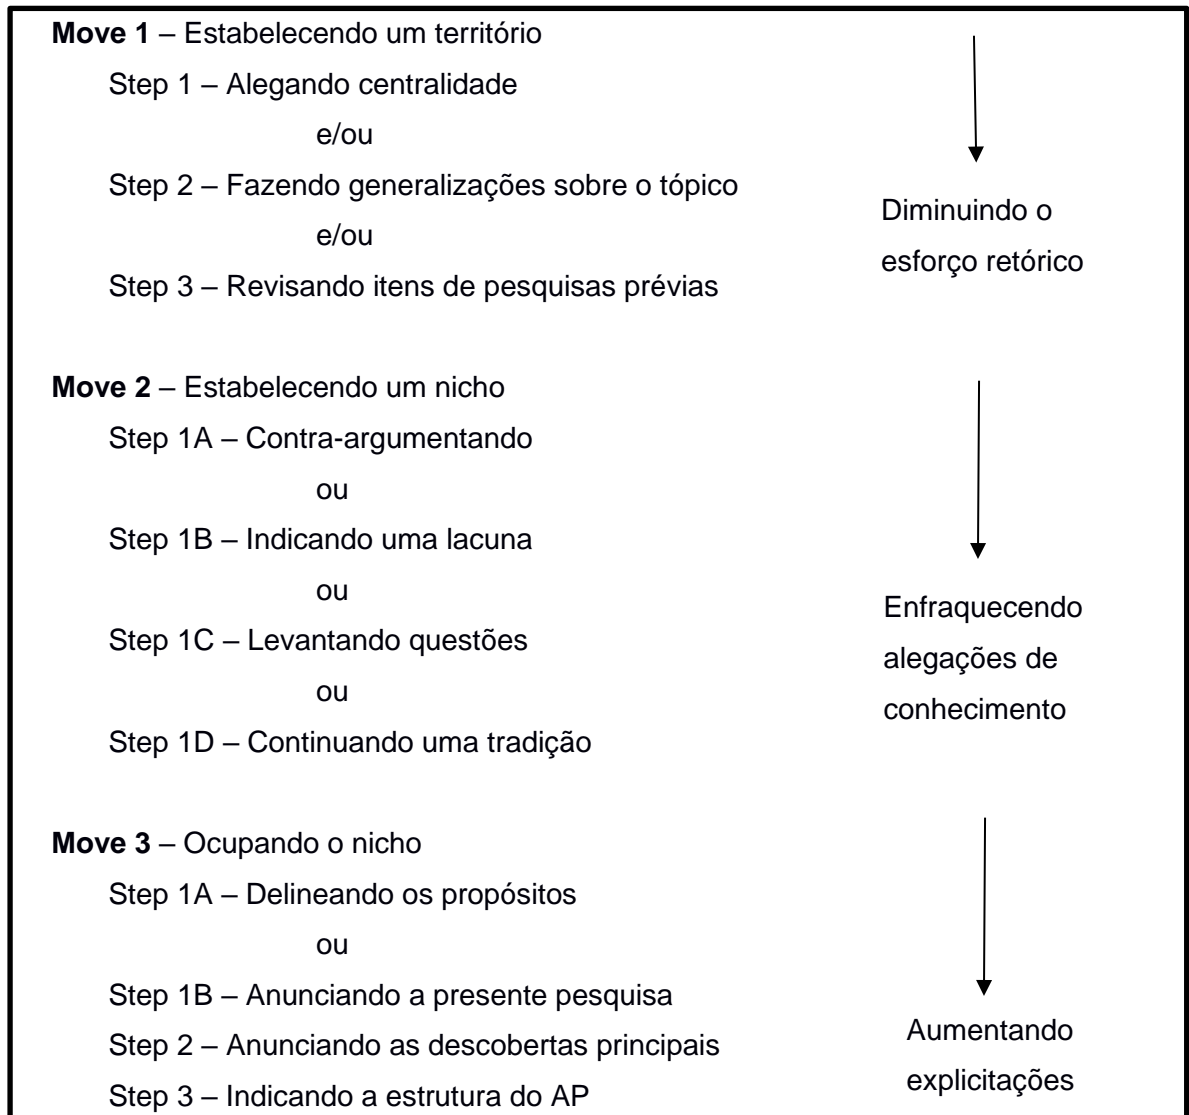 Move 1 – Estabelecendo um território
Step 1 – Alegando centralidade
e/ou
Step 2 – Fazendo generalizações sobre o tópico
e/ou
Step 3 – Revisando itens de pesquisas prévias
Diminuindo o
esforço retórico
Move 2 – Estabelecendo um nicho
Step 1A – Contra-argumentando
ou
Step 1B – Indicando uma lacuna
ou
Step 1C – Levantando questões
ou
Step 1D – Continuando uma tradição
Enfraquecendo
alegações de
conhecimento
Move 3 – Ocupando o nicho
Step 1A – Delineando os propósitos
ou
Step 1B – Anunciando a presente pesquisa
Step 2 – Anunciando as descobertas principais
Step 3 – Indicando a estrutura do AP
Aumentando
explicitações